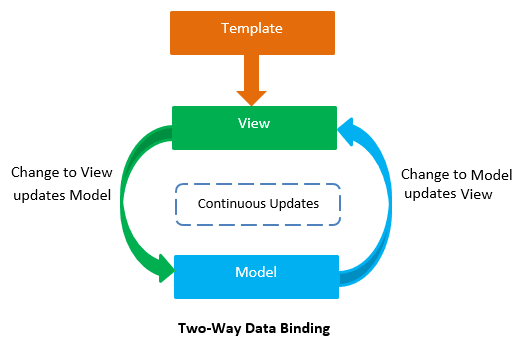 Template
View
Change to View
updates Model
Change to Model
updates View
Continuous Updates
Model
Two-Way Data Binding